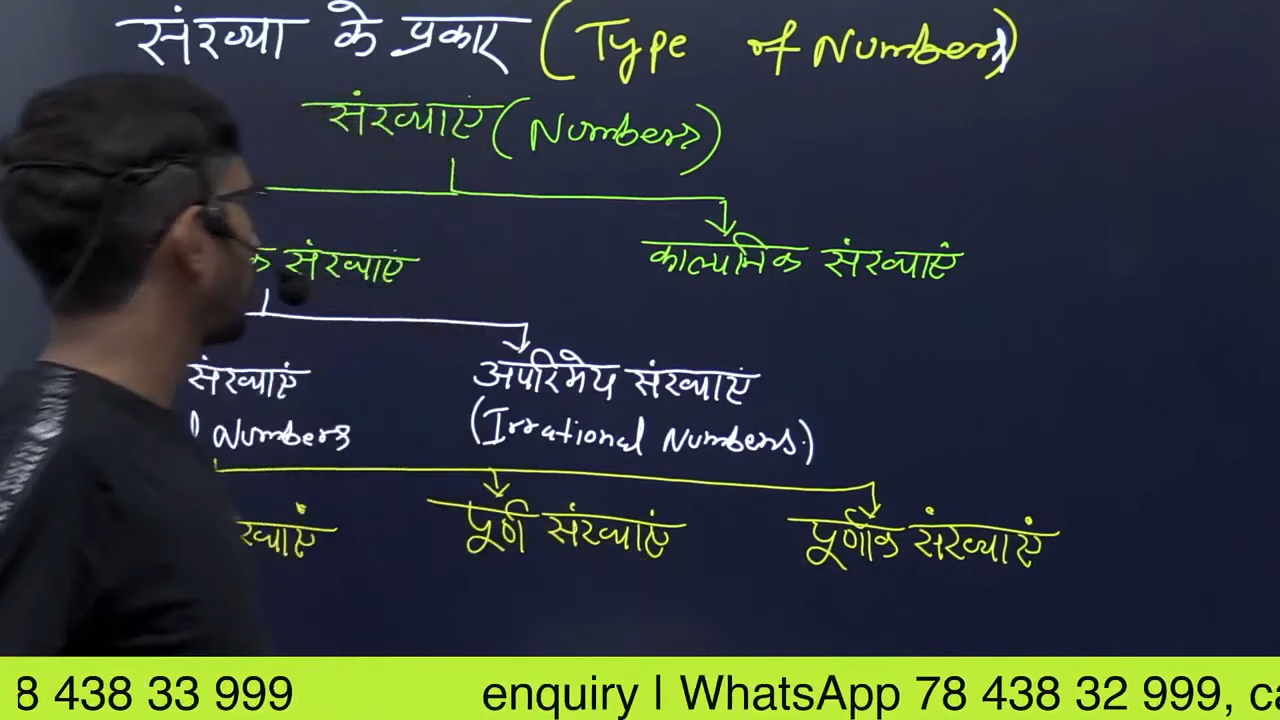 संख्या के प्रकार (Type of Numbers)
संख्याएं (Numbers)
संख्याएं काल्पनिक संख्याएं
संख्याएं अपरिमेय संख्याएं
Numbers (Irrational Numbers)
पूर्ण संख्याएं पूर्णांक संख्याएं
8 438 33 999 enquiry | WhatsApp 78 438 32 999,